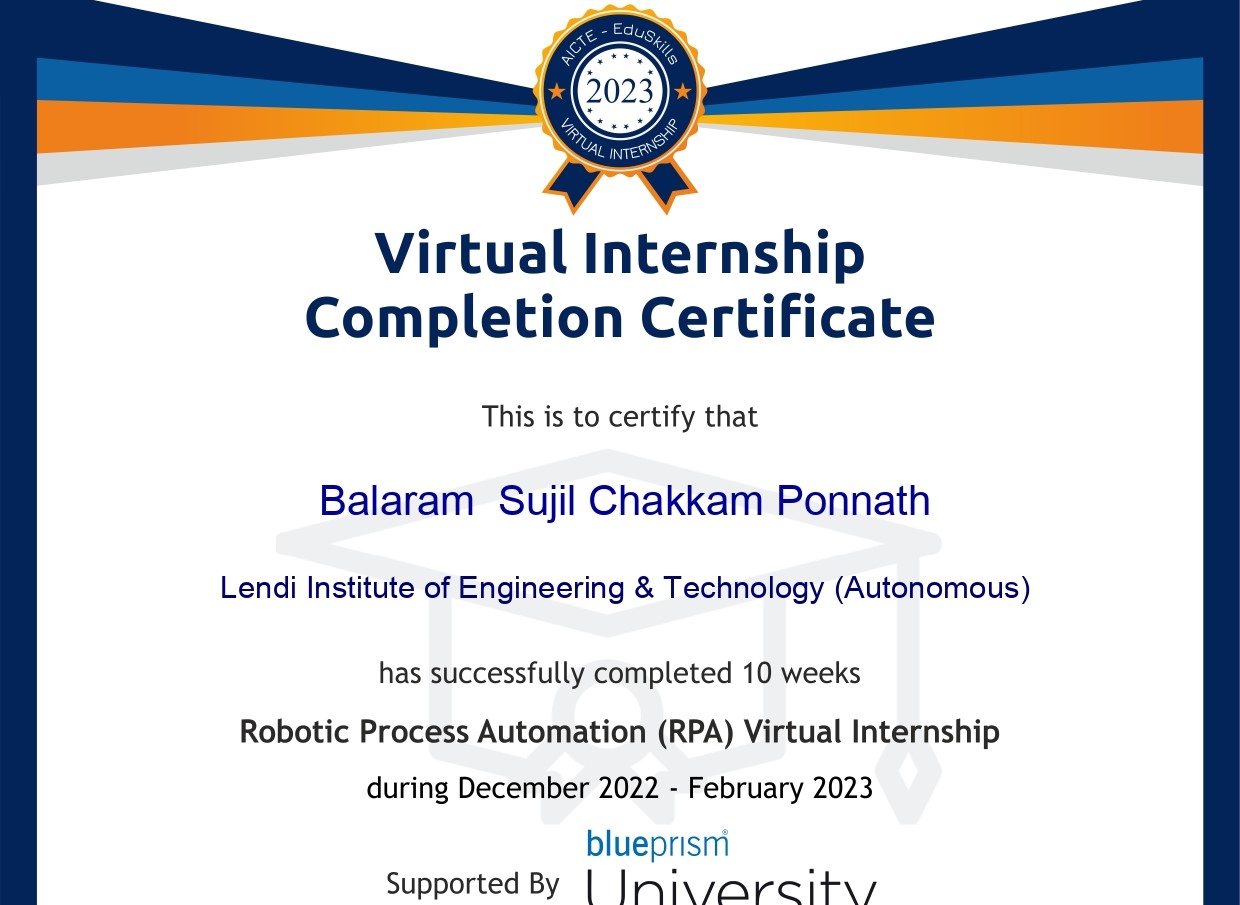 AICTE - EduSkills
2023
VIRTUAL INTERNSHIP
Virtual Internship
Completion Certificate
This is to certify that
Balaram  Sujil Chakkam Ponnath
Lendi Institute of Engineering & Technology (Autonomous)
has successfully completed 10 weeks
Robotic Process Automation (RPA) Virtual Internship
during December 2022 - February 2023
blueprism®
Supported By University